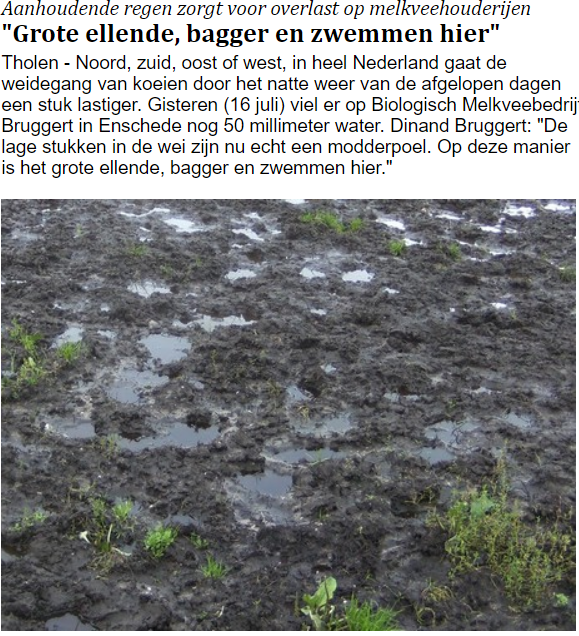 Aanhoudende regen zorgt voor overlast op melkveehouderijen
"Grote ellende, bagger en zwemmen hier"
Tholen - Noord, zuid, oost of west, in heel Nederland gaat de
weidegang van koeien door het natte weer van de afgelopen dagen
een stuk lastiger. Gisteren (16 juli) viel er op Biologisch Melkveebedrij
Bruggert in Enschede nog 50 millimeter water. Dinand Bruggert: "De
lage stukken in de wei zijn nu echt een modderpoel. Op deze manier
is het grote ellende, bagger en zwemmen hier."